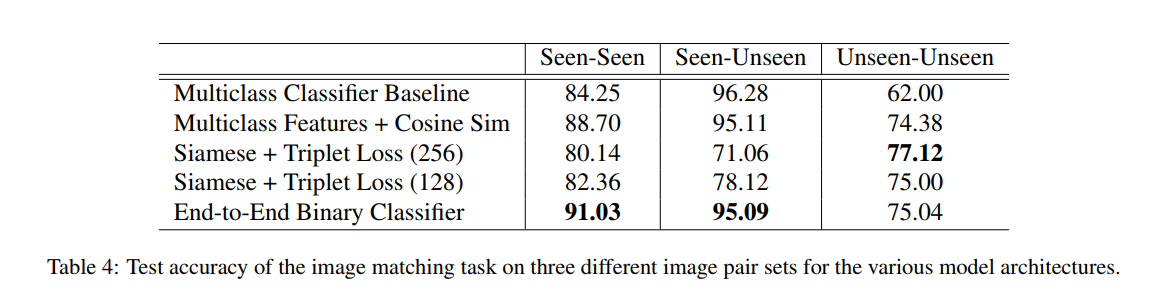 Seen-Seen Seen-Unseen Unseen-Unseen
Multiclass Classifier Baseline 84.25 96.28 62.00
Multiclass Features + Cosine Sim 88.70 95.11 74.38
Siamese + Triplet Loss (256) 80.14 71.06 77.12
Siamese + Triplet Loss (128) 82.36 78.12 75.00
End-to-End Binary Classifier 91.03 95.09 75.04
Table 4: Test accuracy of the image matching task on three different image pair sets for the various model architectures.